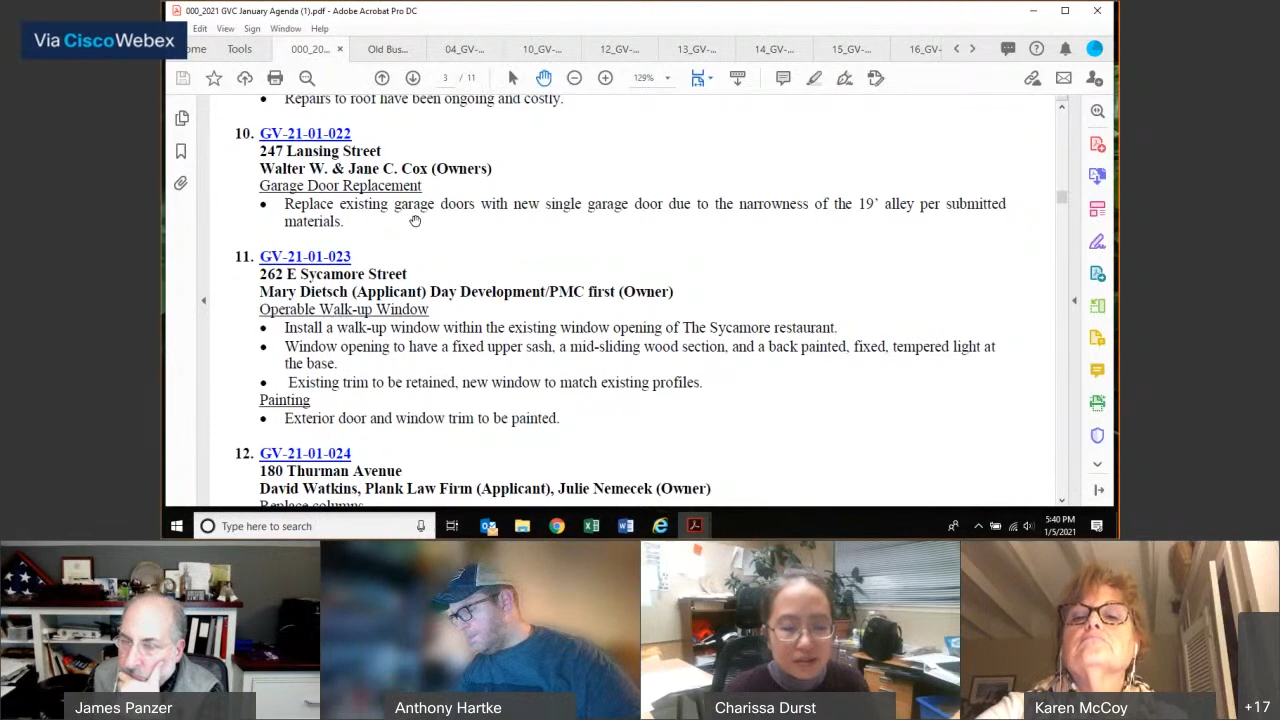 000_2021 GVC January Agenda (1).pdf - Adobe Acrobat Pro DC
Via Cisco Webex
Edit View Sign Window Help
ome Tools 000_20... × Old Bas... 04_GV-... 10_GV-... 12_GV-... 13_GV-... 14_GV-... 15_GV-... 16_GV-
3 / 11 129%
• Repairs to roof have been ongoing and costly.
10. GV-21-01-022
247 Lansing Street
Walter W. & Jane C. Cox (Owners)
Garage Door Replacement
• Replace existing garage doors with new single garage door due to the narrowness of the 19’ alley per submitted
materials.
11. GV-21-01-023
262 E Sycamore Street
Mary Dietsch (Applicant) Day Development/PMC first (Owner)
Operable Walk-up Window
• Install a walk-up window within the existing window opening of The Sycamore restaurant.
• Window opening to have a fixed upper sash, a mid-sliding wood section, and a back painted, fixed, tempered light at
the base.
• Existing trim to be retained, new window to match existing profiles.
Painting
• Exterior door and window trim to be painted.
12. GV-21-01-024
180 Thurman Avenue
David Watkins, Plank Law Firm (Applicant), Julie Nemecek (Owner)
Replace columns
Type here to search
5:40 PM
1/5/2021
James Panzer
Anthony Hartke
Charissa Durst
Karen McCoy
+17